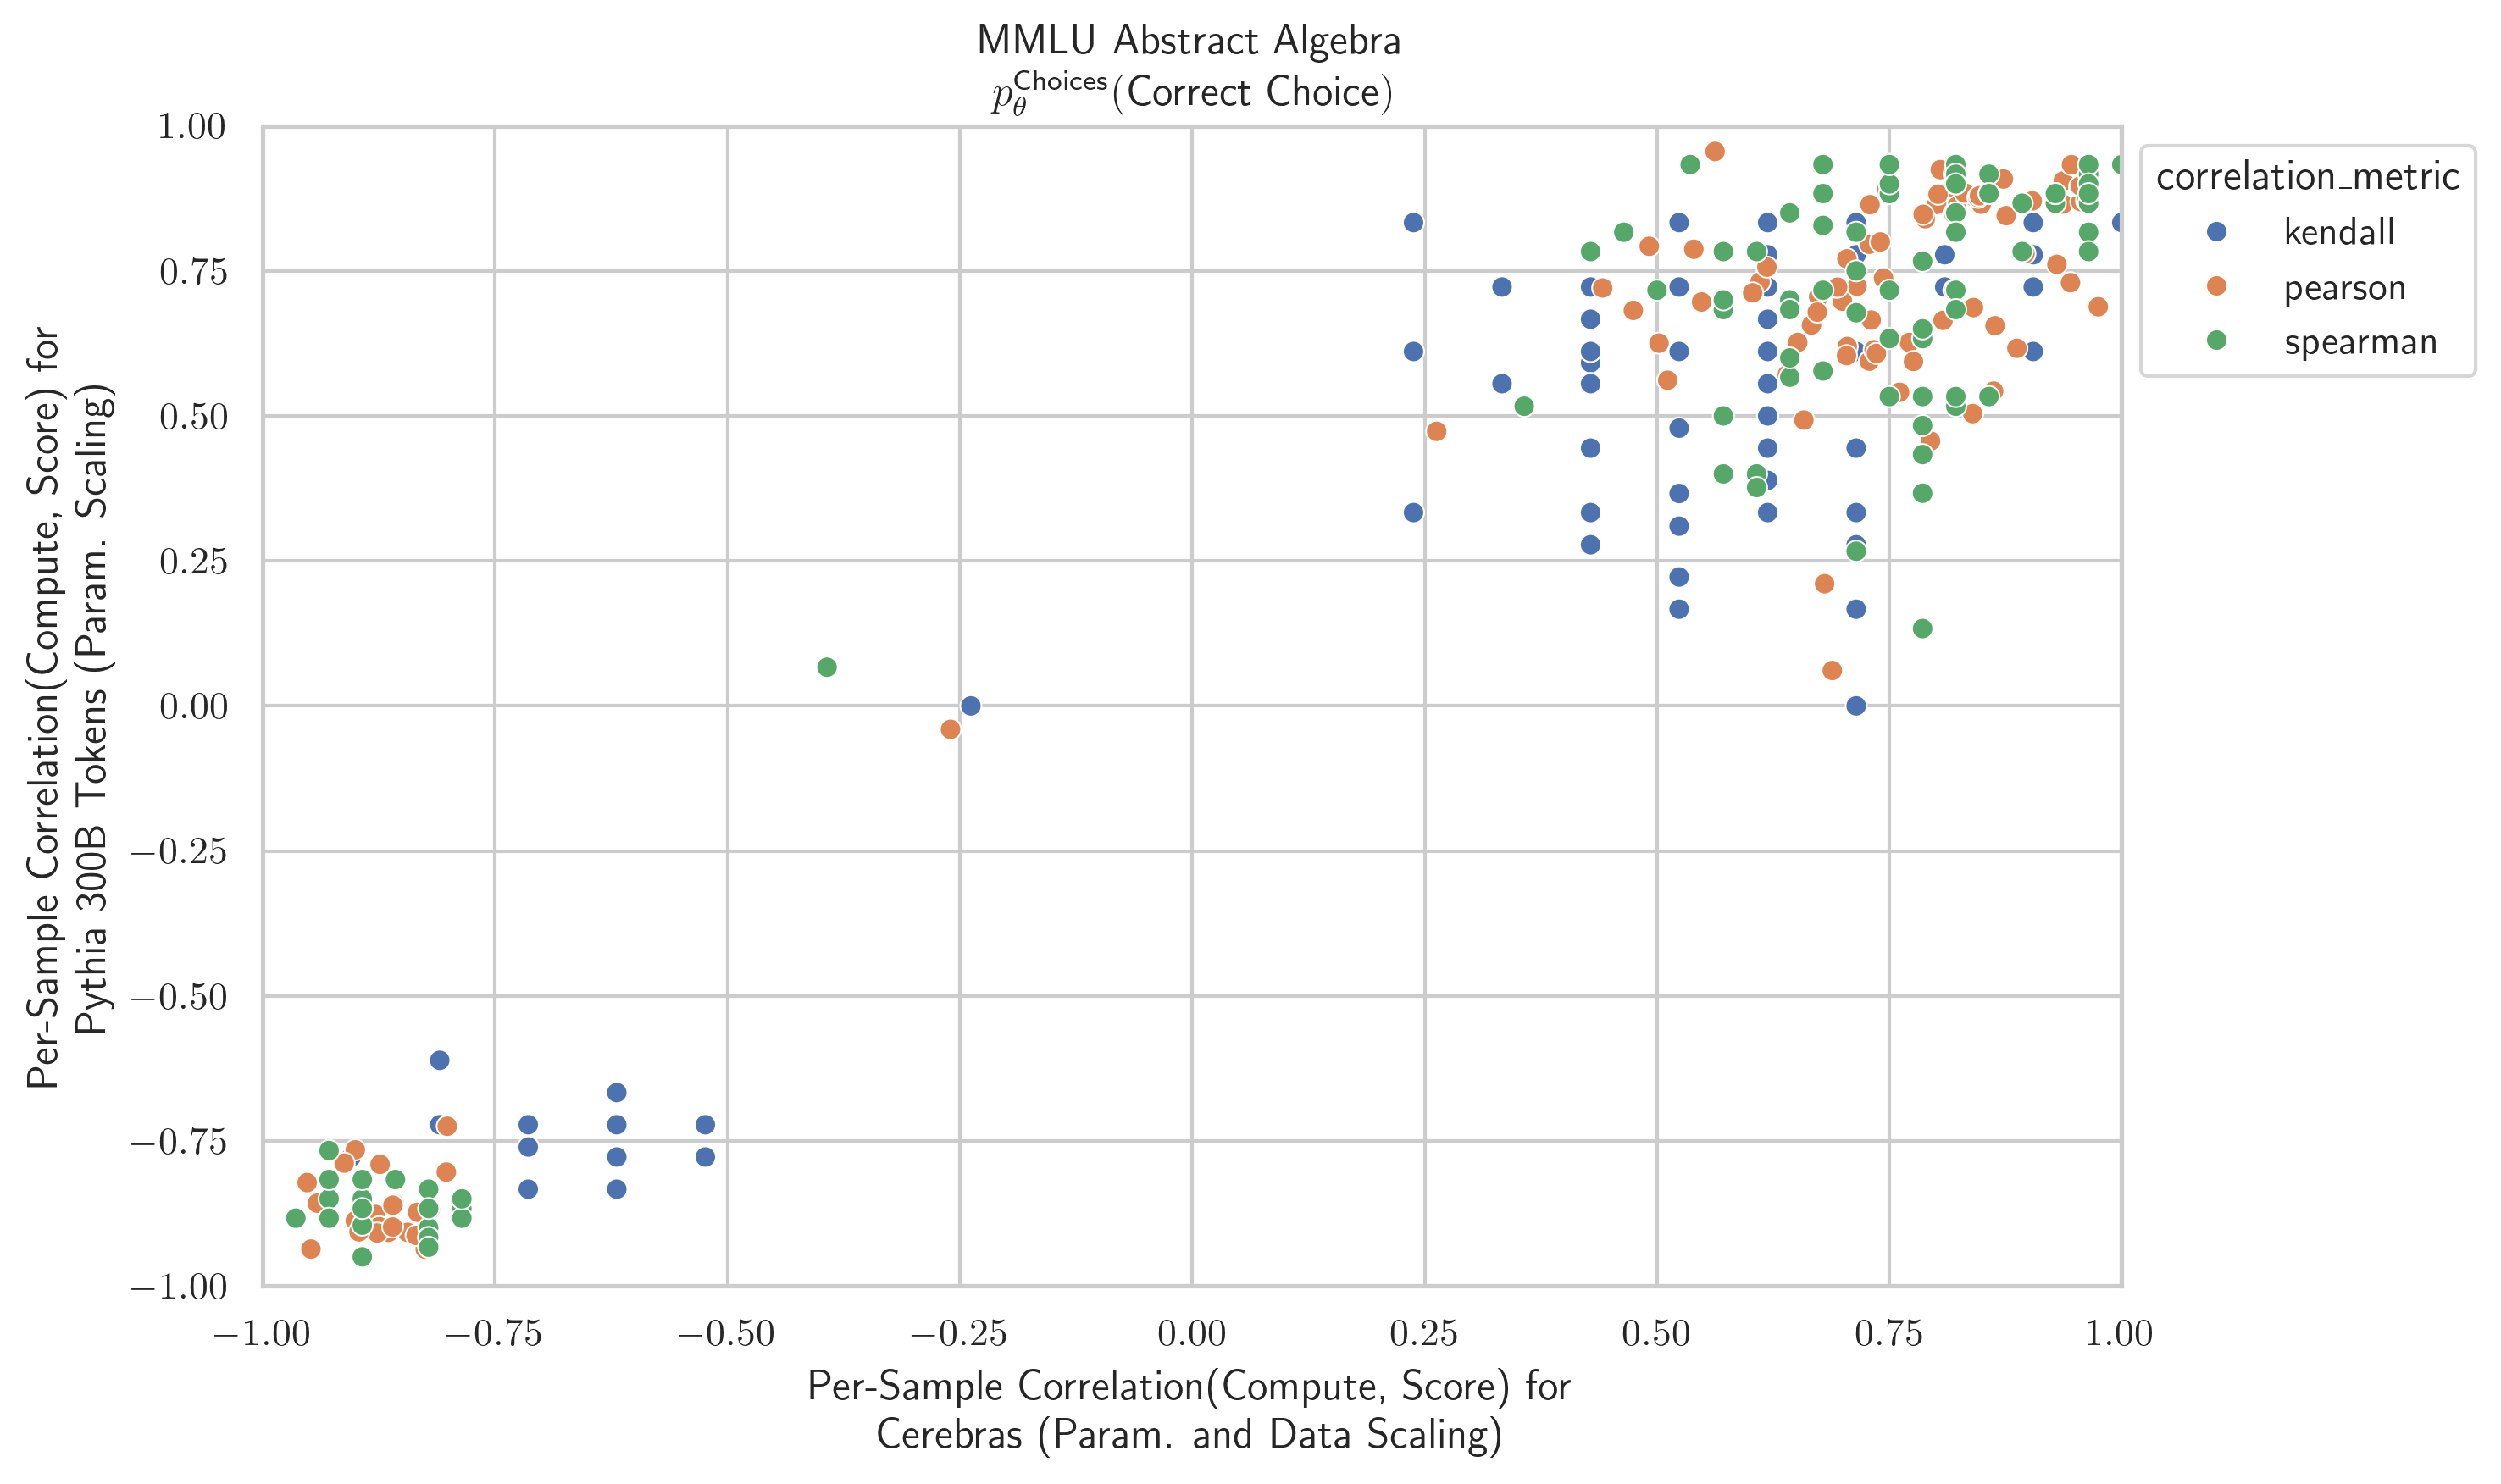 MMLU Abstract Algebra
p_θ^Choices(Correct Choice)
Per-Sample Correlation(Compute, Score) for
Pythia 300B Tokens (Param. Scaling)
1.00
0.75
0.50
0.25
0.00
−0.25
−0.50
−0.75
−1.00
correlation_metric
kendall
pearson
spearman
−1.00 −0.75 −0.50 −0.25 0.00 0.25 0.50 0.75 1.00
Per-Sample Correlation(Compute, Score) for
Cerebras (Param. and Data Scaling)